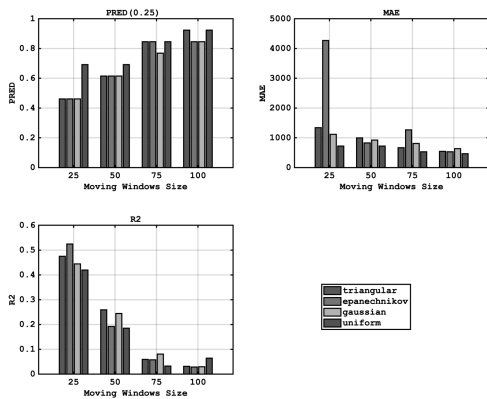 PRED(0.25)
1
0.8
0.6
0.4
0.2
0
PRED
25 50 75 100
Moving Windows Size
MAE
5000
4000
3000
2000
1000
0
MAE
25 50 75 100
Moving Windows Size
R2
0.6
0.5
0.4
0.3
0.2
0.1
0
R2
25 50 75 100
Moving Windows Size
triangular
epanechnikov
gaussian
uniform